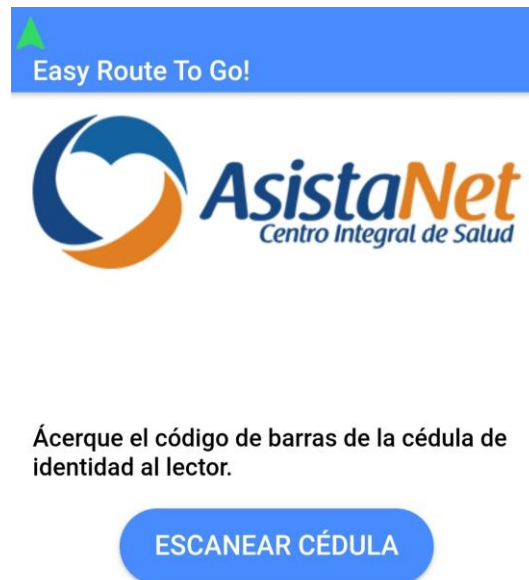 Easy Route To Go!
AsistaNet
Centro Integral de Salud
Ácerque el código de barras de la cédula de
identidad al lector.
ESCANEAR CÉDULA